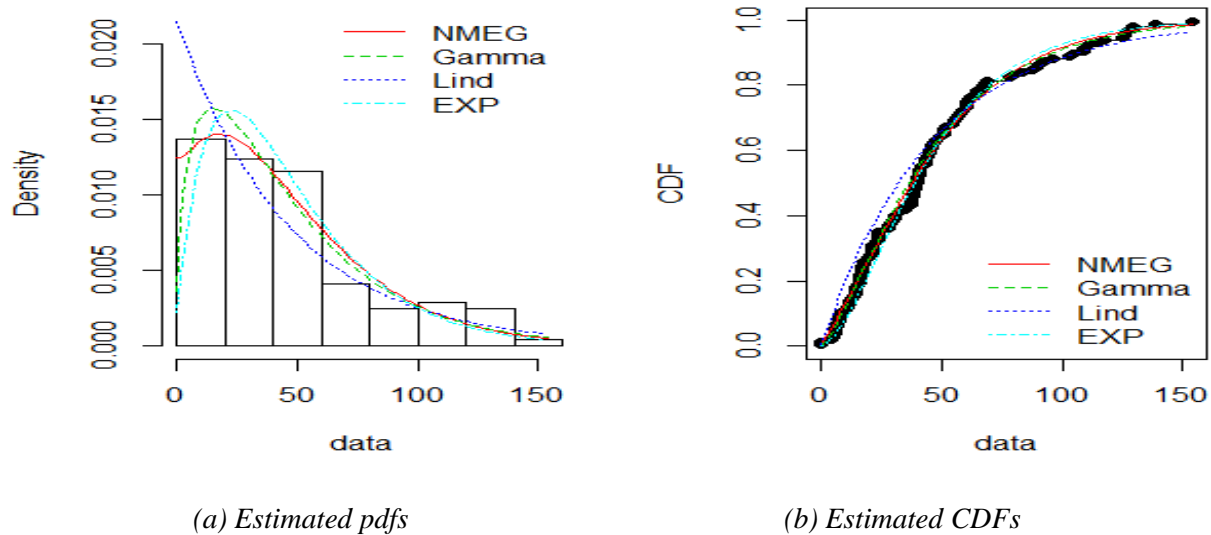 NMEG
Gamma
Lind
EXP
Density
0.000
0.005
0.010
0.015
0.020
0 50 100 150
data
(a) Estimated pdfs
CDF
0.0
0.2
0.4
0.6
0.8
1.0
NMEG
Gamma
Lind
EXP
0 50 100 150
data
(b) Estimated CDFs